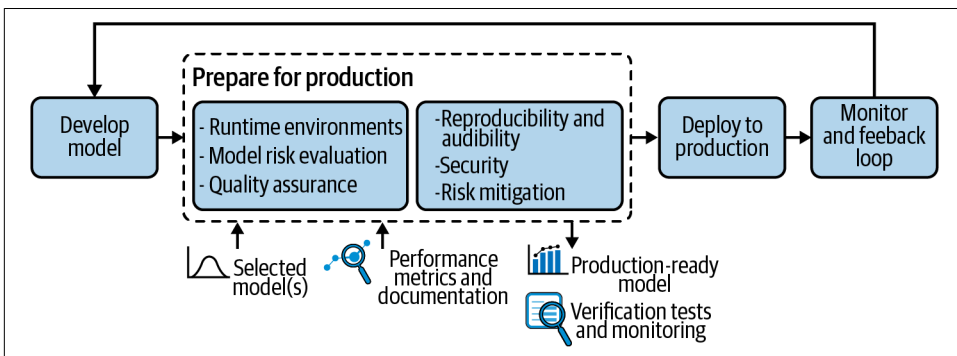 Prepare for production
Develop
model
- Runtime environments
- Model risk evaluation
- Quality assurance
-Reproducibility and
audibility
-Security
-Risk mitigation
Deploy to
production
Monitor
and feeback
loop
Selected
model(s)
Performance
metrics and
documentation
Production-ready
model
Verification tests
and monitoring